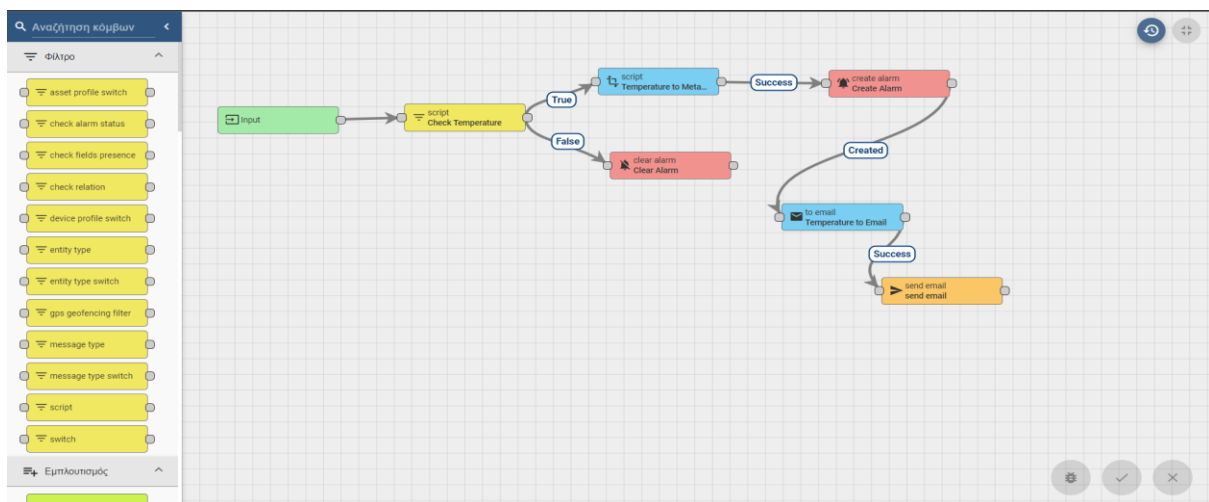 Αναζήτηση κόμβων
Φίλτρο
asset profile switch
check alarm status
check fields presence
check relation
device profile switch
entity type
entity type switch
gps geofencing filter
message type
message type switch
script
switch
Εμπλουτισμός
Input
script
Check Temperature
True
False
script
Temperature to Meta...
Success
create alarm
Create Alarm
clear alarm
Clear Alarm
Created
to email
Temperature to Email
Success
send email
send email